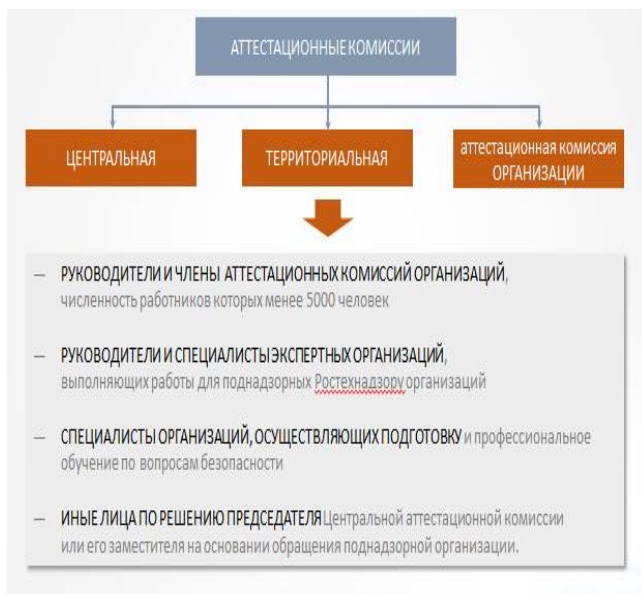 АТТЕСТАЦИОННЫЕ КОМИССИИ
ЦЕНТРАЛЬНАЯ
ТЕРРИТОРИАЛЬНАЯ
аттестационная комиссия
ОРГАНИЗАЦИИ
— РУКОВОДИТЕЛИ И ЧЛЕНЫ АТТЕСТАЦИОННЫХ КОМИССИЙ ОРГАНИЗАЦИЙ,
численность работников которых менее 5000 человек
— РУКОВОДИТЕЛИ И СПЕЦИАЛИСТЫ ЭКСПЕРТНЫХ ОРГАНИЗАЦИЙ,
выполняющих работы для поднадзорных Ростехнадзору организаций
— СПЕЦИАЛИСТЫ ОРГАНИЗАЦИЙ, ОСУЩЕСТВЛЯЮЩИХ ПОДГОТОВКУ и профессиональное
обучение по вопросам безопасности
— ИНЫЕ ЛИЦА ПО РЕШЕНИЮ ПРЕДСЕДАТЕЛЯ Центральной аттестационной комиссии
или его заместителя на основании обращения поднадзорной организации.